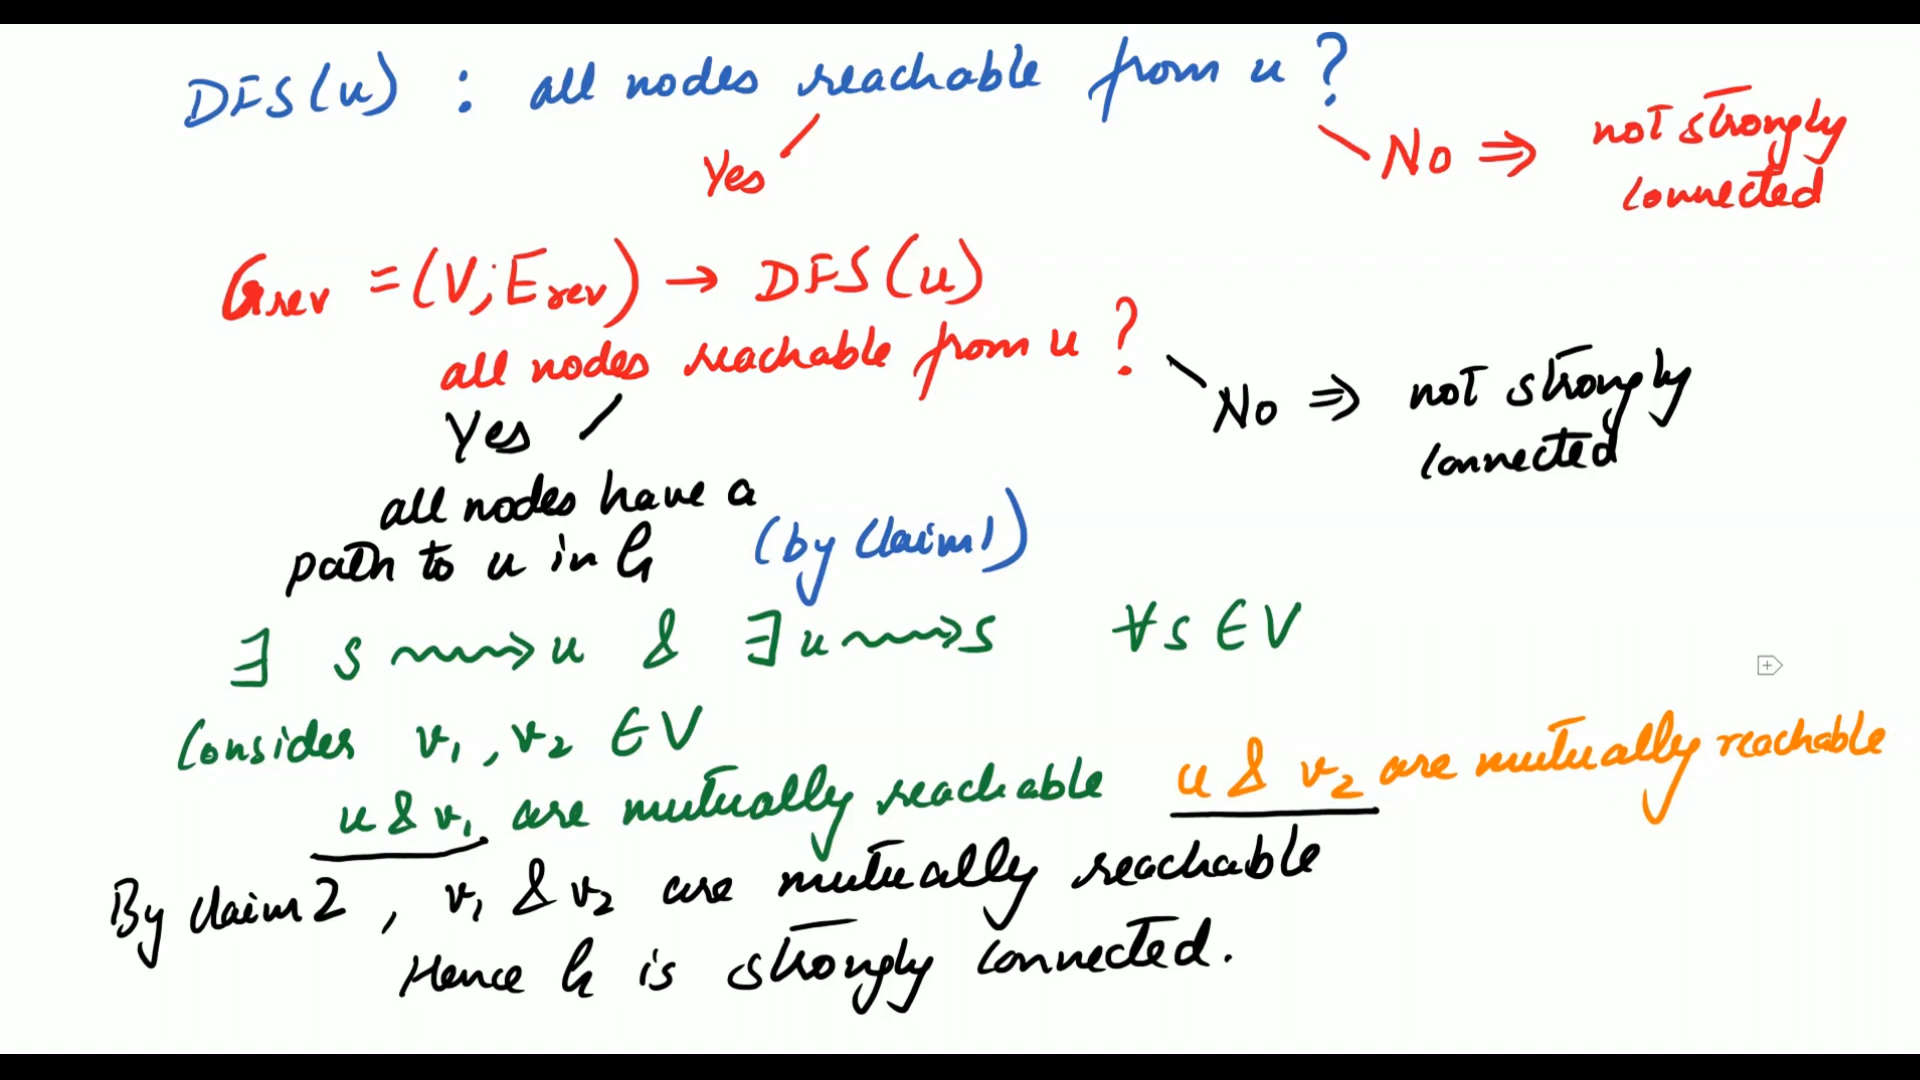 DFS(u) : all nodes reachable from u ?
Yes
No ⇒ not strongly
connected
Grev = (V; Erev) → DFS(u)
all nodes reachable from u ?
Yes
No ⇒ not strongly
connected
all nodes have a
path to u in G (by claim 1)
∃ s ⟿ u & ∃ u ⟿ s ∀ s ∈ V
Consider v1, v2 ∈ V
u & v1 are mutually reachable u & v2 are mutually reachable
By claim 2, v1 & v2 are mutually reachable
Hence G is strongly connected.